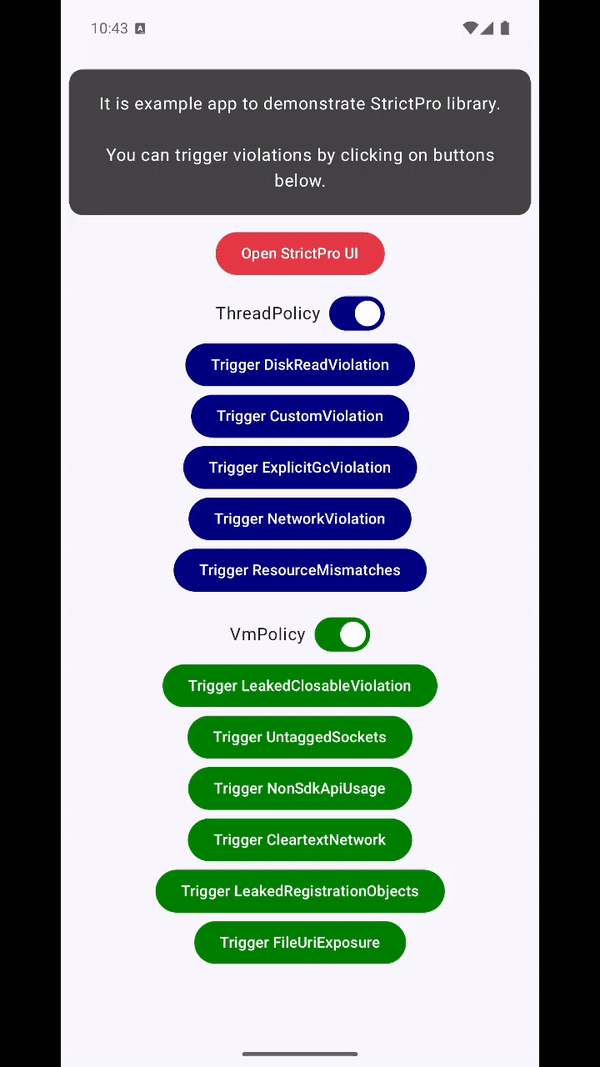 10:43
It is example app to demonstrate StrictPro library.
You can trigger violations by clicking on buttons
below.
Open StrictPro UI
ThreadPolicy
Trigger DiskReadViolation
Trigger CustomViolation
Trigger ExplicitGcViolation
Trigger NetworkViolation
Trigger ResourceMismatches
VmPolicy
Trigger LeakedClosableViolation
Trigger UntaggedSockets
Trigger NonSdkApiUsage
Trigger CleartextNetwork
Trigger LeakedRegistrationObjects
Trigger FileUriExposure